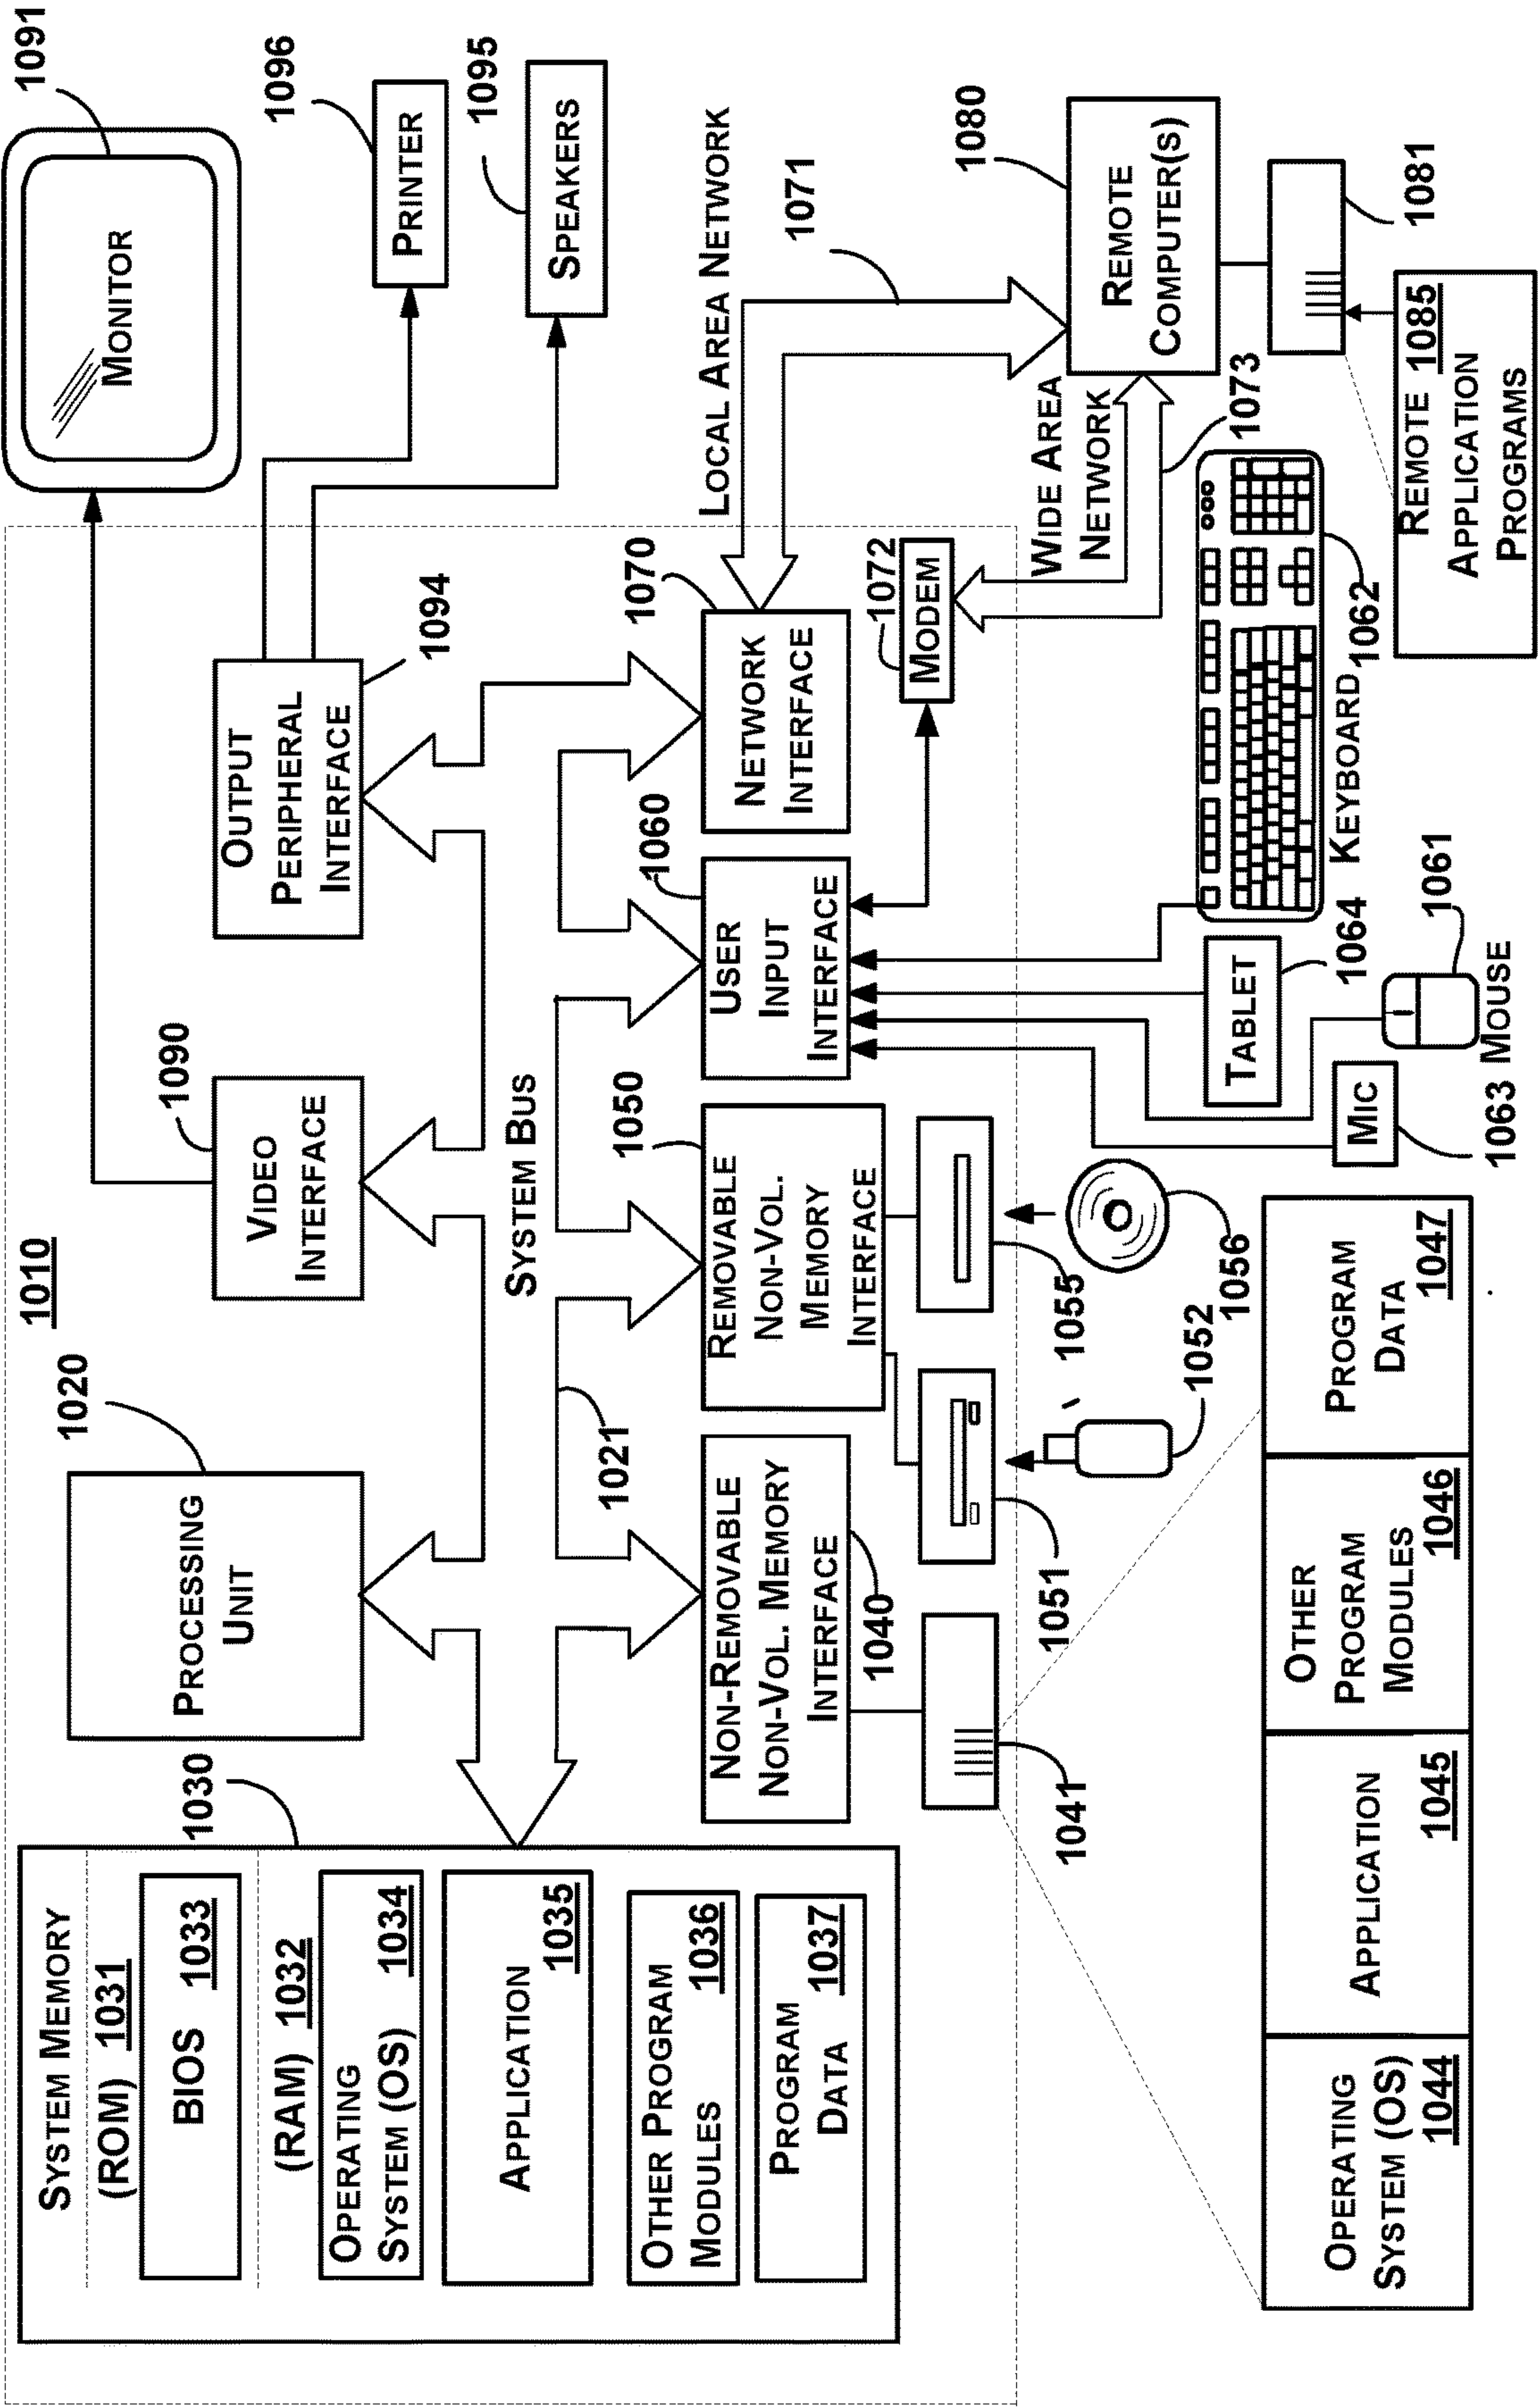 1010
SYSTEM MEMORY
(ROM) 1031
BIOS 1033
(RAM) 1032
OPERATING
SYSTEM (OS) 1034
APPLICATION
1035
OTHER PROGRAM
MODULES 1036
PROGRAM
DATA 1037
1030
PROCESSING
UNIT
1020
VIDEO
INTERFACE
1090
OUTPUT
PERIPHERAL
INTERFACE
1094
MONITOR
1091
PRINTER
1096
SPEAKERS
1095
SYSTEM BUS
1021
NON-REMOVABLE
NON-VOL. MEMORY
INTERFACE
1040
REMOVABLE
NON-VOL.
MEMORY
INTERFACE
1050
USER
INPUT
INTERFACE
1060
NETWORK
INTERFACE
1070
LOCAL AREA NETWORK
1071
MODEM
1072
WIDE AREA
NETWORK
1073
REMOTE
COMPUTER(S)
1080
1081
REMOTE 1085
APPLICATION
PROGRAMS
1041
1051
1052
1055
1056
MIC
1063
MOUSE
1061
TABLET
1064
KEYBOARD
1062
OPERATING
SYSTEM (OS)
1044
APPLICATION
1045
OTHER
PROGRAM
MODULES 1046
PROGRAM
DATA
1047